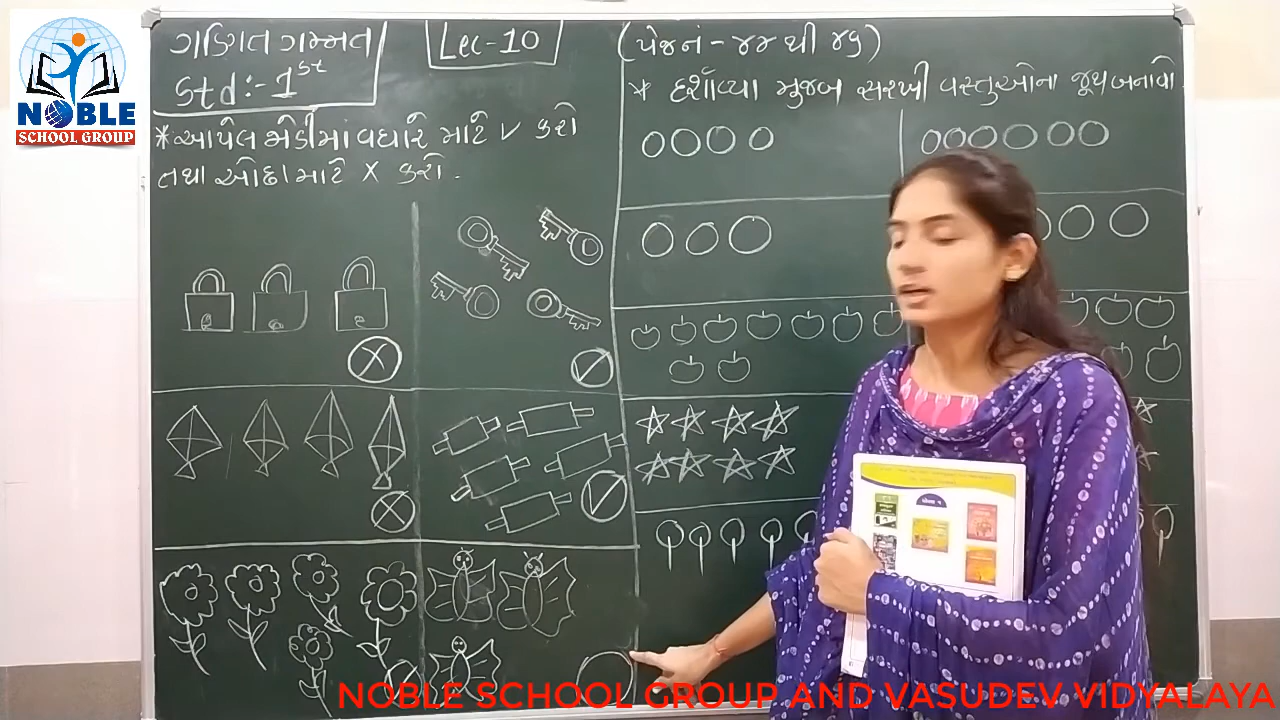 NOBLE
SCHOOL GROUP
ગણિત ગમ્મત
Std:- 1st
Lec-10
* આપેલ જોડીમાં વધારે માટે ✓ કરો
તથા ઓછા માટે X કરો.
(પેજનં - ૪૪ થી ૪૬)
* દર્શાવ્યા મુજબ સરખી વસ્તુઓના જૂથ બનાવો.
NOBLE SCHOOL GROUP AND VASUDEV VIDYALAYA